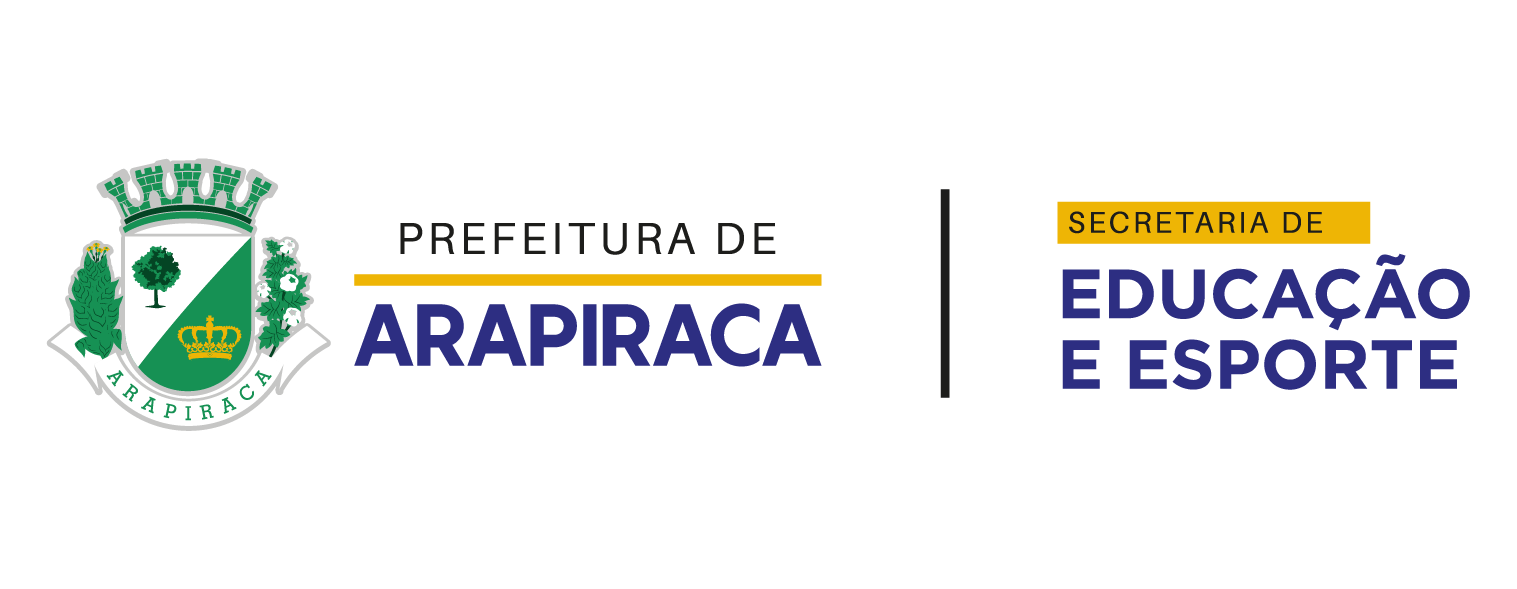 ARAPIRACA
PREFEITURA DE
ARAPIRACA
SECRETARIA DE
EDUCAÇÃO
E ESPORTE